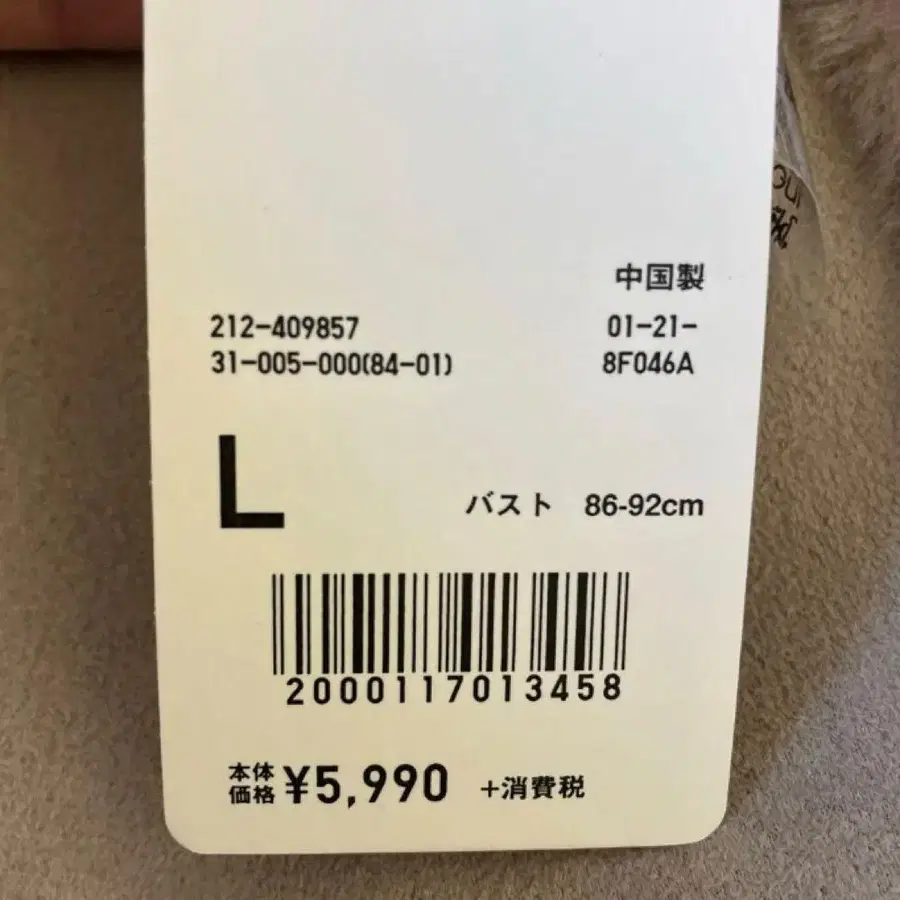 中国製
212-409857 01-21-
31-005-000(84-01) 8F046A
L バスト 86-92cm
2000117013458
本体価格 ¥5,990 +消費税